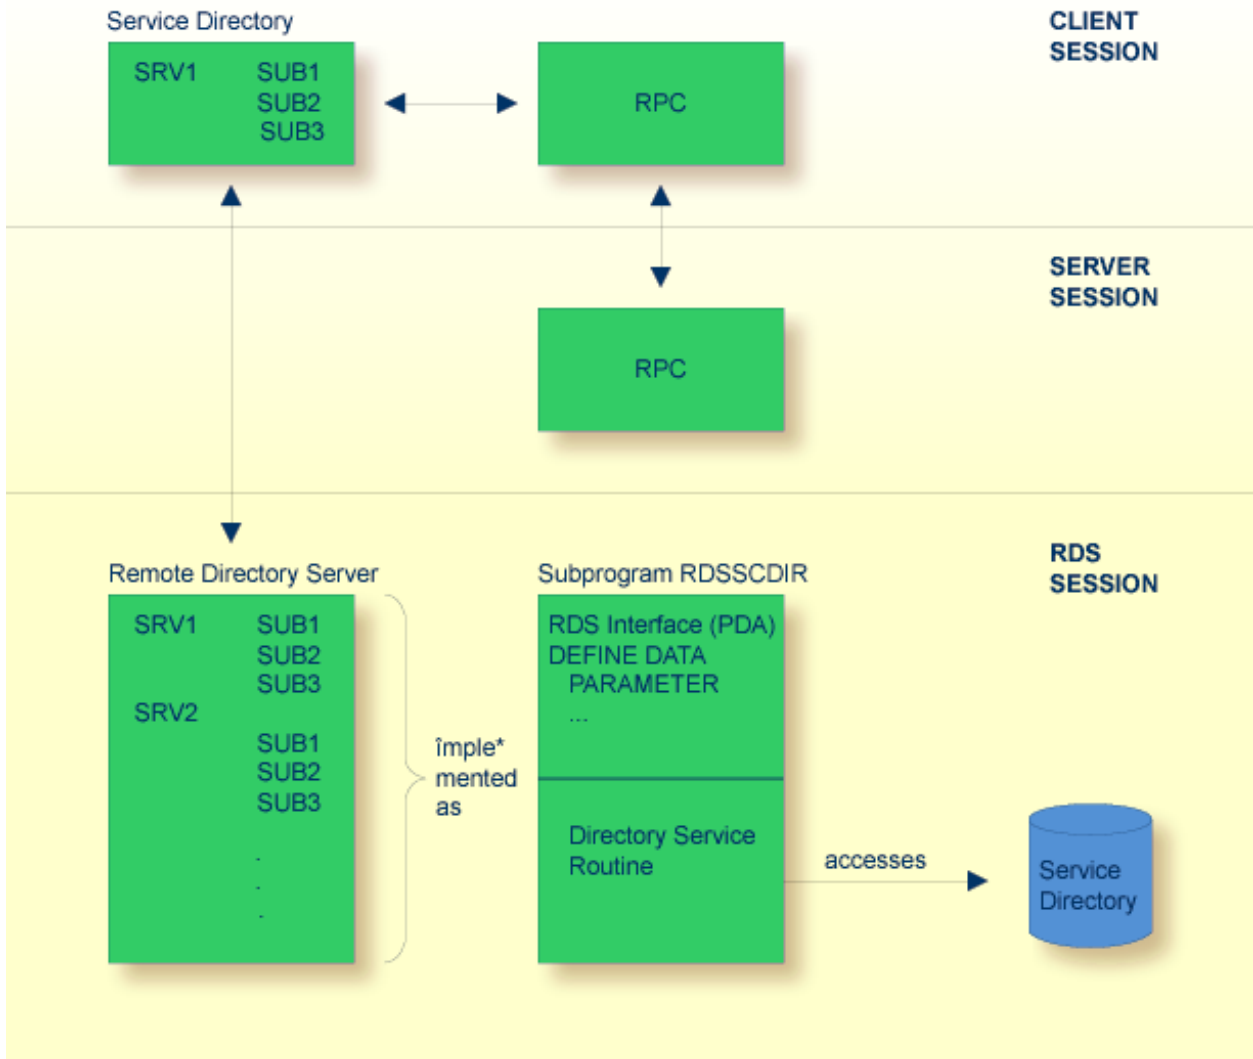 Service Directory
CLIENT
SESSION
SRV1 SUB1
SUB2
SUB3
RPC
SERVER
SESSION
RPC
RDS
SESSION
Remote Directory Server
SRV1 SUB1
SUB2
SUB3
SRV2
SUB1
SUB2
SUB3
.
.
.
împle*
mented
as
Subprogram RDSSCDIR
RDS Interface (PDA)
DEFINE DATA
PARAMETER
...
Directory Service
Routine
accesses
Service
Directory